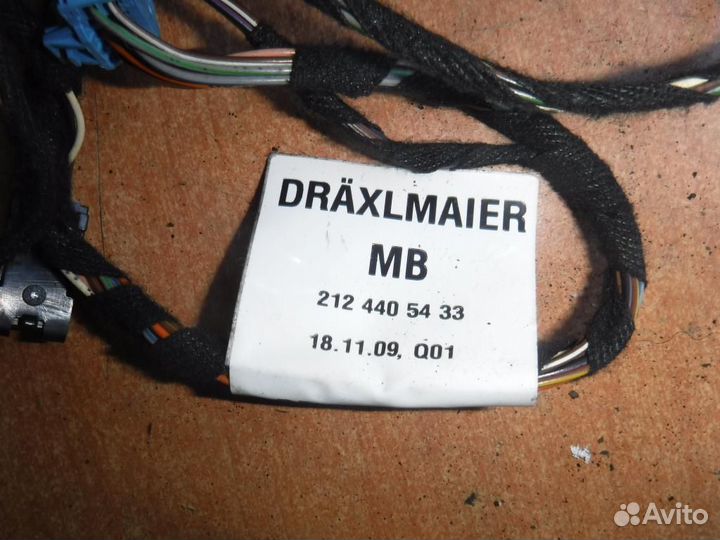 DRÄXLMAIER
MB
212 440 54 33
18.11.09, Q01
Avito